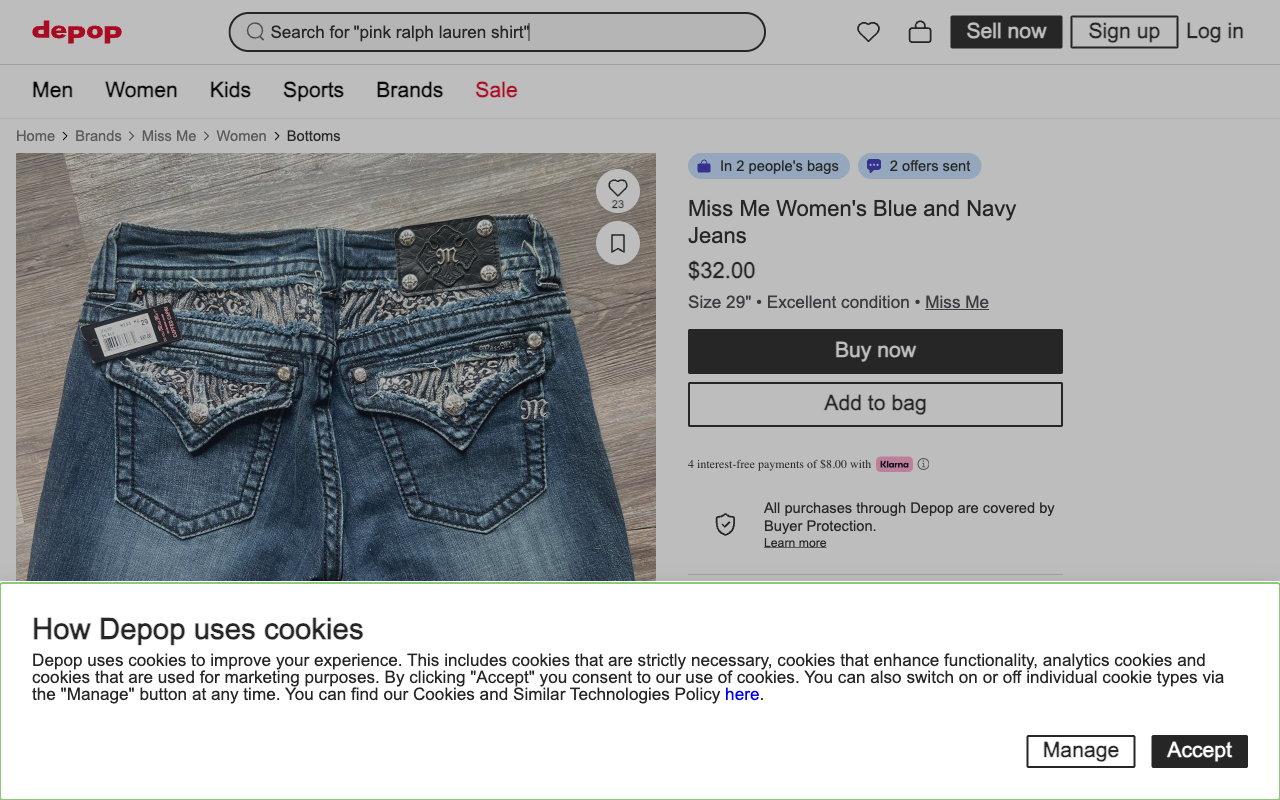 depop
Search for "pink ralph lauren shirt"
Sell now
Sign up
Log in
Men
Women
Kids
Sports
Brands
Sale
Home > Brands > Miss Me > Women > Bottoms
23
In 2 people's bags
2 offers sent
Miss Me Women's Blue and Navy
Jeans
$32.00
Size 29" • Excellent condition • Miss Me
Buy now
Add to bag
4 interest-free payments of $8.00 with Klarna
All purchases through Depop are covered by
Buyer Protection.
Learn more
How Depop uses cookies
Depop uses cookies to improve your experience. This includes cookies that are strictly necessary, cookies that enhance functionality, analytics cookies and
cookies that are used for marketing purposes. By clicking "Accept" you consent to our use of cookies. You can also switch on or off individual cookie types via
the "Manage" button at any time. You can find our Cookies and Similar Technologies Policy here.
Manage
Accept